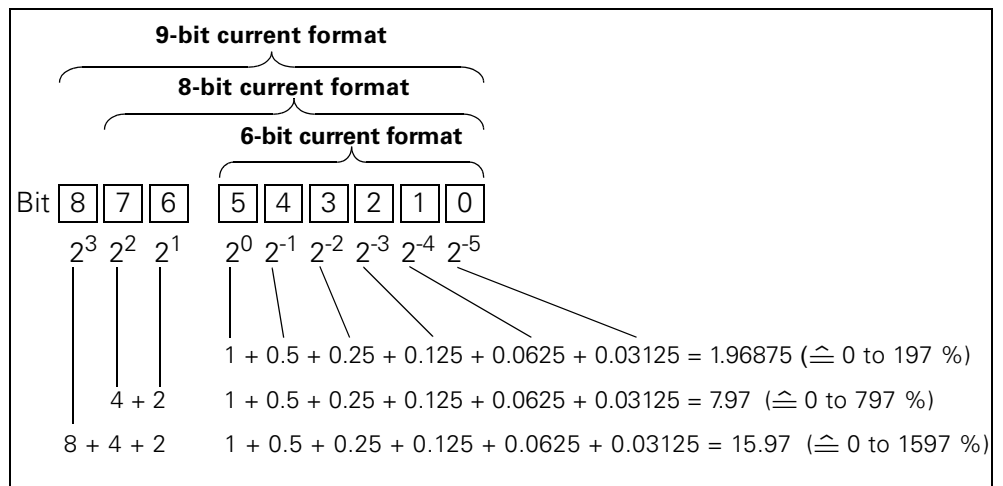 9-bit current format
8-bit current format
6-bit current format
Bit 8 7 6 5 4 3 2 1 0
2³ 2² 2¹ 2⁰ 2⁻¹ 2⁻² 2⁻³ 2⁻⁴ 2⁻⁵
1 + 0.5 + 0.25 + 0.125 + 0.0625 + 0.03125 = 1.96875 (≙ 0 to 197 %)
4 + 2 1 + 0.5 + 0.25 + 0.125 + 0.0625 + 0.03125 = 7.97 (≙ 0 to 797 %)
8 + 4 + 2 1 + 0.5 + 0.25 + 0.125 + 0.0625 + 0.03125 = 15.97 (≙ 0 to 1597 %)